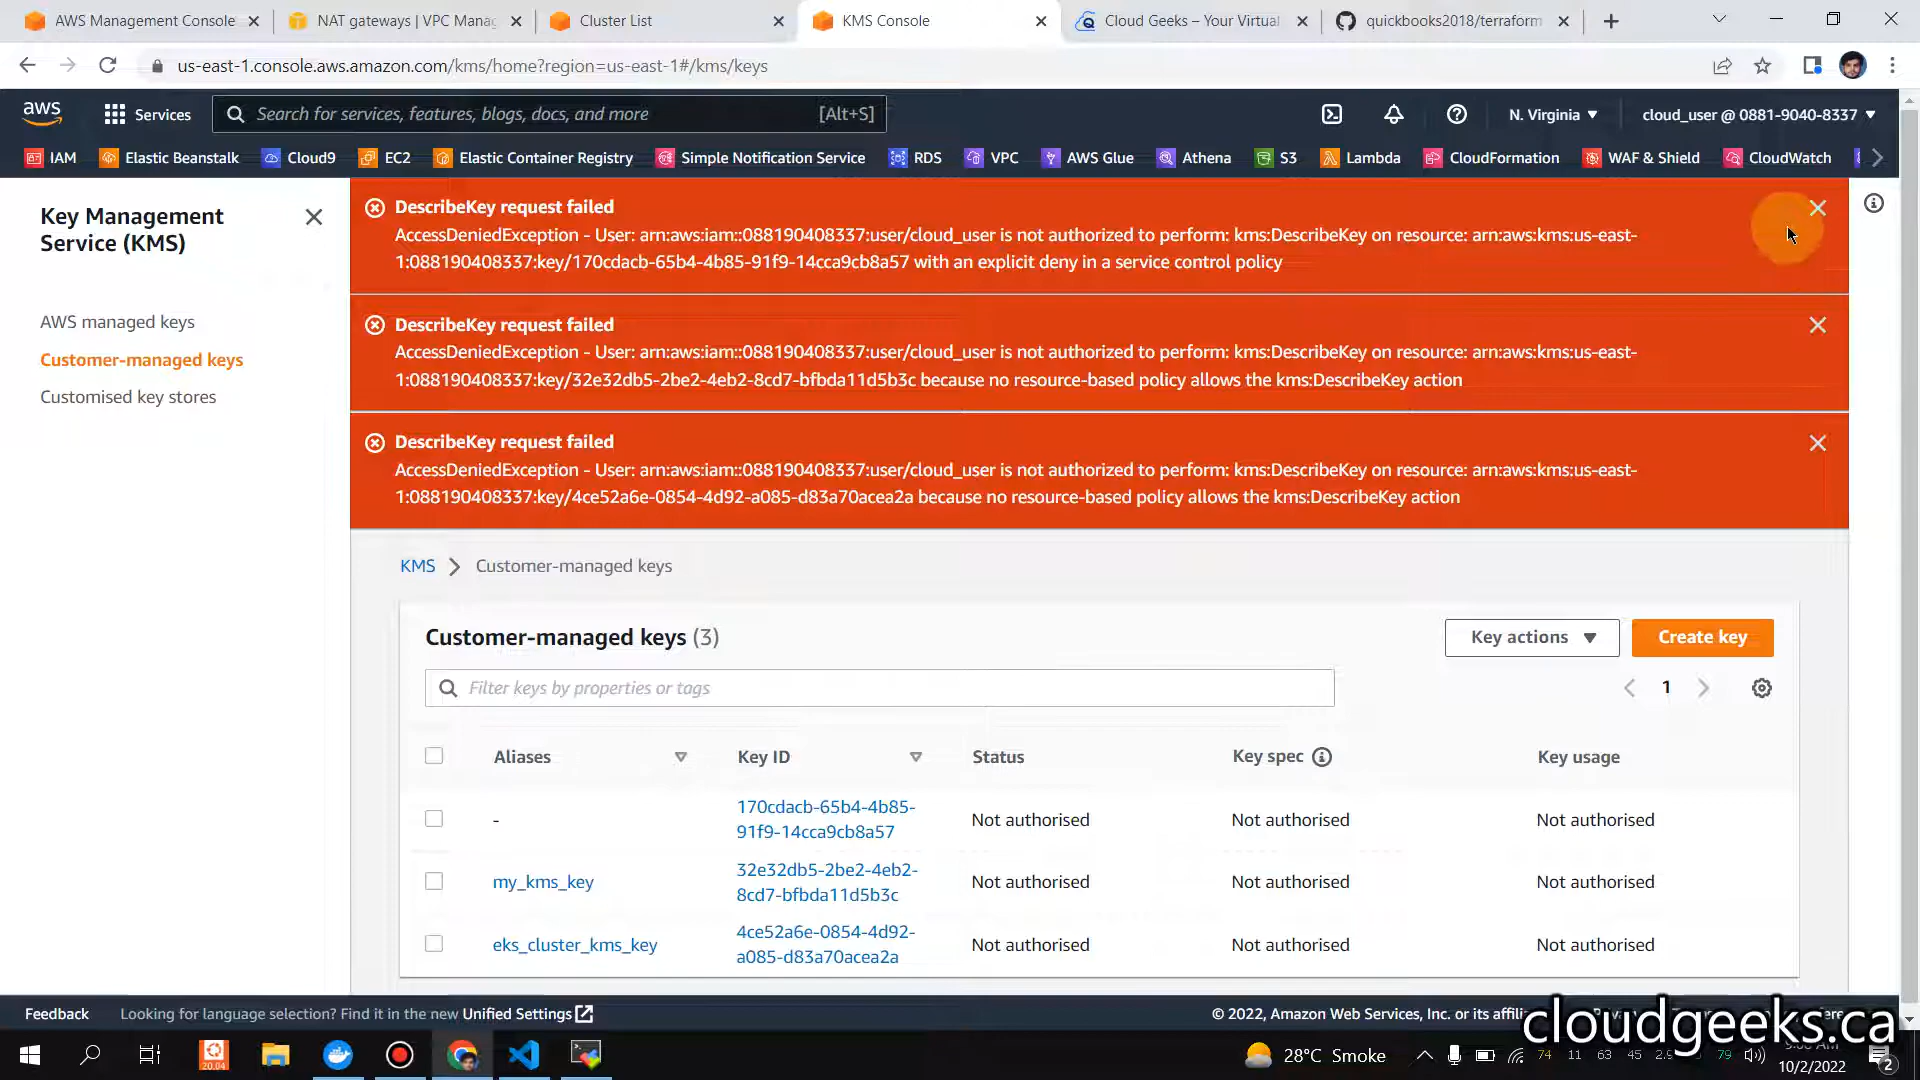 AWS Management Console
NAT gateways | VPC Manag
Cluster List
KMS Console
Cloud Geeks – Your Virtual
quickbooks2018/terraform
us-east-1.console.aws.amazon.com/kms/home?region=us-east-1#/kms/keys
aws
Services
Search for services, features, blogs, docs, and more
[Alt+S]
N. Virginia
cloud_user @ 0881-9040-8337
IAM
Elastic Beanstalk
Cloud9
EC2
Elastic Container Registry
Simple Notification Service
RDS
VPC
AWS Glue
Athena
S3
Lambda
CloudFormation
WAF & Shield
CloudWatch
Key Management
Service (KMS)
AWS managed keys
Customer-managed keys
Customised key stores
DescribeKey request failed
AccessDeniedException - User: arn:aws:iam::088190408337:user/cloud_user is not authorized to perform: kms:DescribeKey on resource: arn:aws:kms:us-east-
1:088190408337:key/170cdacb-65b4-4b85-91f9-14cca9cb8a57 with an explicit deny in a service control policy
DescribeKey request failed
AccessDeniedException - User: arn:aws:iam::088190408337:user/cloud_user is not authorized to perform: kms:DescribeKey on resource: arn:aws:kms:us-east-
1:088190408337:key/32e32db5-2be2-4eb2-8cd7-bfbda11d5b3c because no resource-based policy allows the kms:DescribeKey action
DescribeKey request failed
AccessDeniedException - User: arn:aws:iam::088190408337:user/cloud_user is not authorized to perform: kms:DescribeKey on resource: arn:aws:kms:us-east-
1:088190408337:key/4ce52a6e-0854-4d92-a085-d83a70acea2a because no resource-based policy allows the kms:DescribeKey action
KMS
Customer-managed keys
Customer-managed keys (3)
Key actions
Create key
Filter keys by properties or tags
1
Aliases
Key ID
Status
Key spec
Key usage
-
170cdacb-65b4-4b85-
91f9-14cca9cb8a57
Not authorised
Not authorised
Not authorised
my_kms_key
32e32db5-2be2-4eb2-
8cd7-bfbda11d5b3c
Not authorised
Not authorised
Not authorised
eks_cluster_kms_key
4ce52a6e-0854-4d92-
a085-d83a70acea2a
Not authorised
Not authorised
Not authorised
Feedback
Looking for language selection? Find it in the new Unified Settings
© 2022, Amazon Web Services, Inc. or its affili
cloudgeeks.ca
20.04
28°C Smoke
74 11 63 45
79
10/2/2022
2